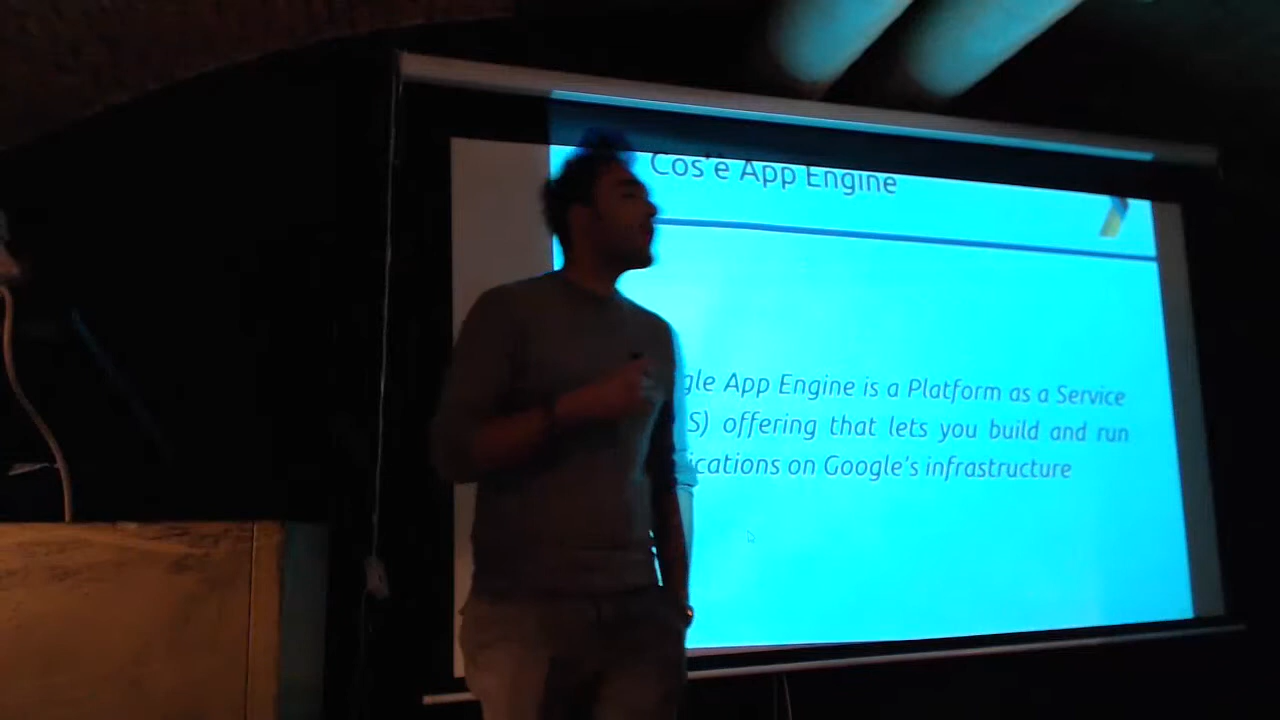 Cos'è App Engine
gle App Engine is a Platform as a Service
S) offering that lets you build and run
ications on Google's infrastructure